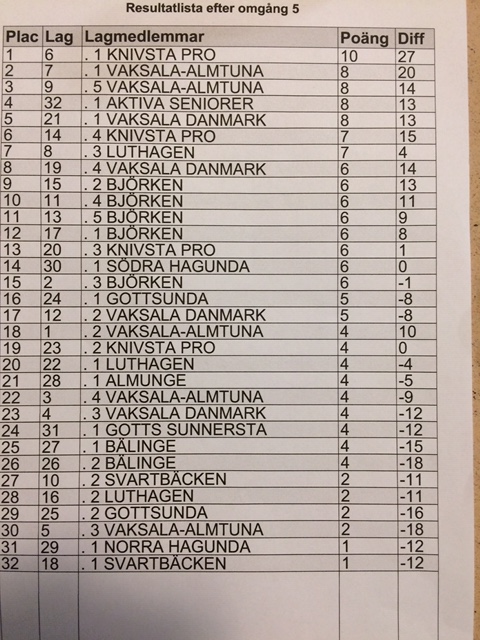 Resultatlista efter omgång 5
Plac Lag Lagmedlemmar Poäng Diff
1 6 . 1 KNIVSTA PRO 10 27
2 7 . 1 VAKSALA-ALMTUNA 8 20
3 9 . 5 VAKSALA-ALMTUNA 8 14
4 32 . 1 AKTIVA SENIORER 8 13
5 21 . 1 VAKSALA DANMARK 8 13
6 14 . 4 KNIVSTA PRO 7 15
7 8 . 3 LUTHAGEN 7 4
8 19 . 4 VAKSALA DANMARK 6 14
9 15 . 2 BJÖRKEN 6 13
10 11 . 4 BJÖRKEN 6 11
11 13 . 5 BJÖRKEN 6 9
12 17 . 1 BJÖRKEN 6 8
13 20 . 3 KNIVSTA PRO 6 1
14 30 . 1 SÖDRA HAGUNDA 6 0
15 2 . 3 BJÖRKEN 6 -1
16 24 . 1 GOTTSUNDA 5 -8
17 12 . 2 VAKSALA DANMARK 5 -8
18 1 . 2 VAKSALA-ALMTUNA 4 10
19 23 . 2 KNIVSTA PRO 4 0
20 22 . 1 LUTHAGEN 4 -4
21 28 . 1 ALMUNGE 4 -5
22 3 . 4 VAKSALA-ALMTUNA 4 -9
23 4 . 3 VAKSALA DANMARK 4 -12
24 31 . 1 GOTTS SUNNERSTA 4 -12
25 27 . 1 BÄLINGE 4 -15
26 26 . 2 BÄLINGE 4 -18
27 10 . 2 SVARTBÄCKEN 2 -11
28 16 . 2 LUTHAGEN 2 -11
29 25 . 2 GOTTSUNDA 2 -16
30 5 . 3 VAKSALA-ALMTUNA 2 -18
31 29 . 1 NORRA HAGUNDA 1 -12
32 18 . 1 SVARTBÄCKEN 1 -12